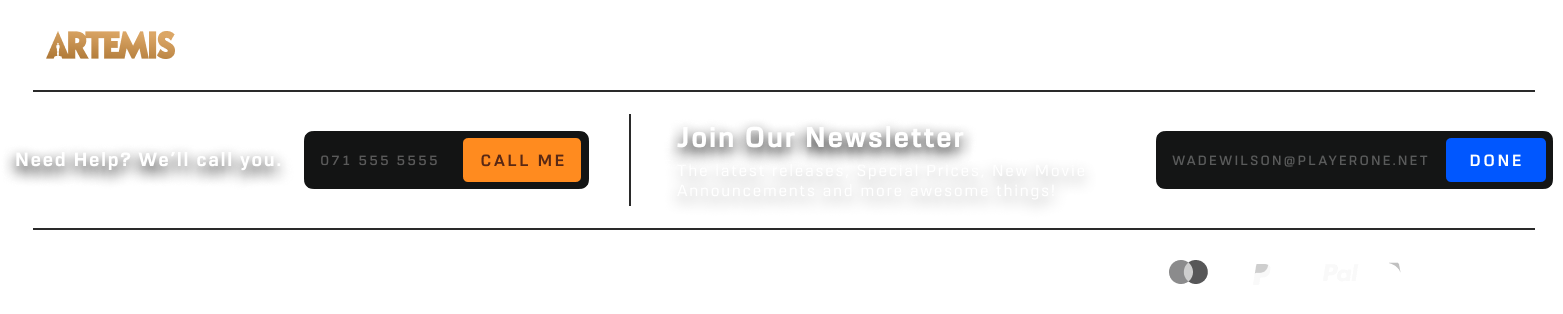 ARTEMIS
Need Help? We'll call you.
071 555 5555
CALL ME
Join Our Newsletter
The latest releases, Special Prices, New Movie
Announcements and more awesome things!
WADEWILSON@PLAYERONE.NET
DONE
Pal